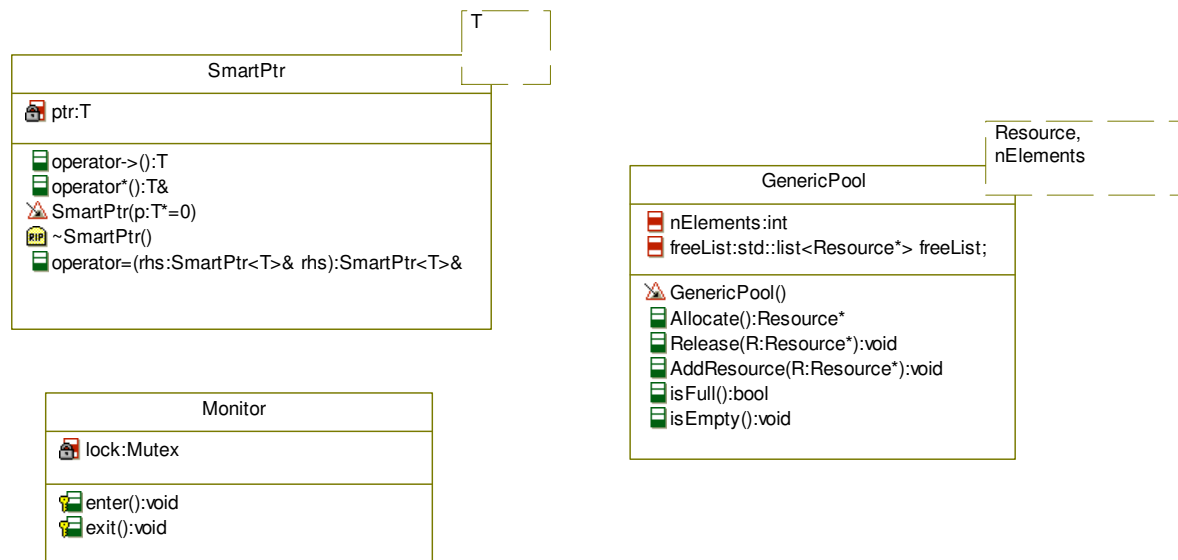 T
SmartPtr
ptr:T
operator->():T
operator*():T&
SmartPtr(p:T*=0)
RIP ~SmartPtr()
operator=(rhs:SmartPtr<T>& rhs):SmartPtr<T>&
Monitor
lock:Mutex
enter():void
exit():void
Resource,
nElements
GenericPool
nElements:int
freeList:std::list<Resource*> freeList;
GenericPool()
Allocate():Resource*
Release(R:Resource*):void
AddResource(R:Resource*):void
isFull():bool
isEmpty():void